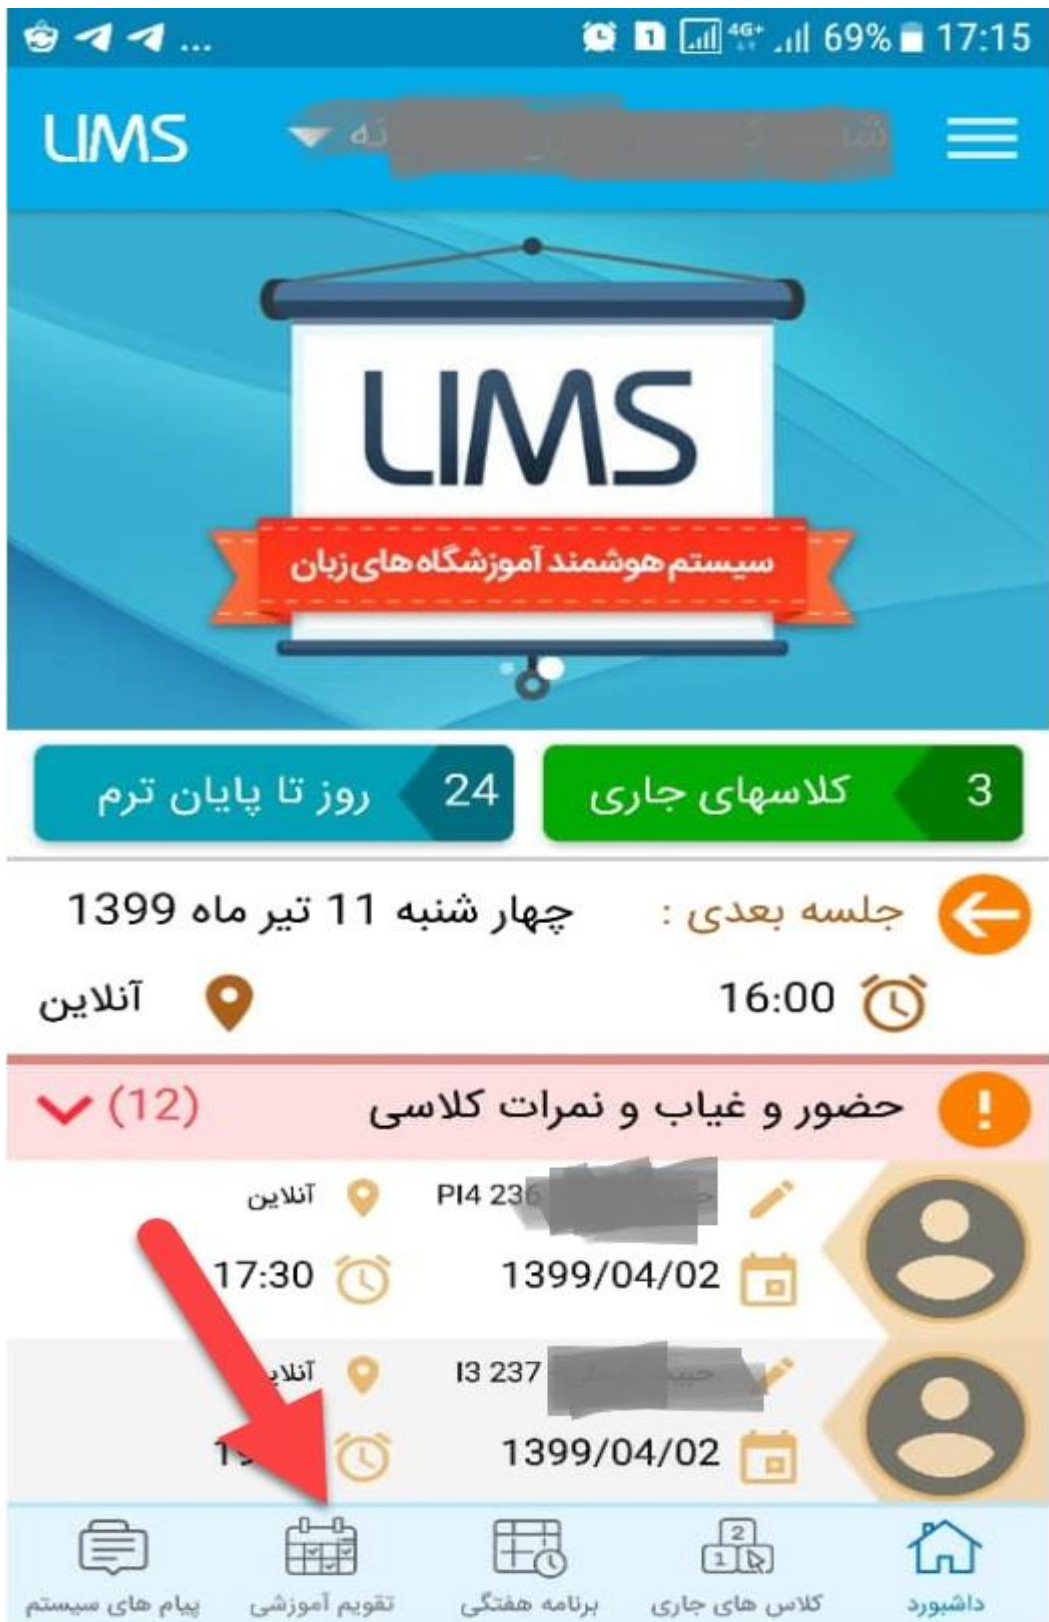 ... 4G+ 69% 17:15
LIMS
LIMS
سیستم هوشمند آموزشگاه های زبان
3 کلاسهای جاری
24 روز تا پایان ترم
جلسه بعدی : چهار شنبه 11 تیر ماه 1399
16:00 آنلاین
حضور و غیاب و نمرات کلاسی (12)
PI4 236 آنلاین
1399/04/02 17:30
I3 237
1399/04/02
داشبورد
کلاس های جاری
برنامه هفتگی
تقویم آموزشی
پیام های سیستم